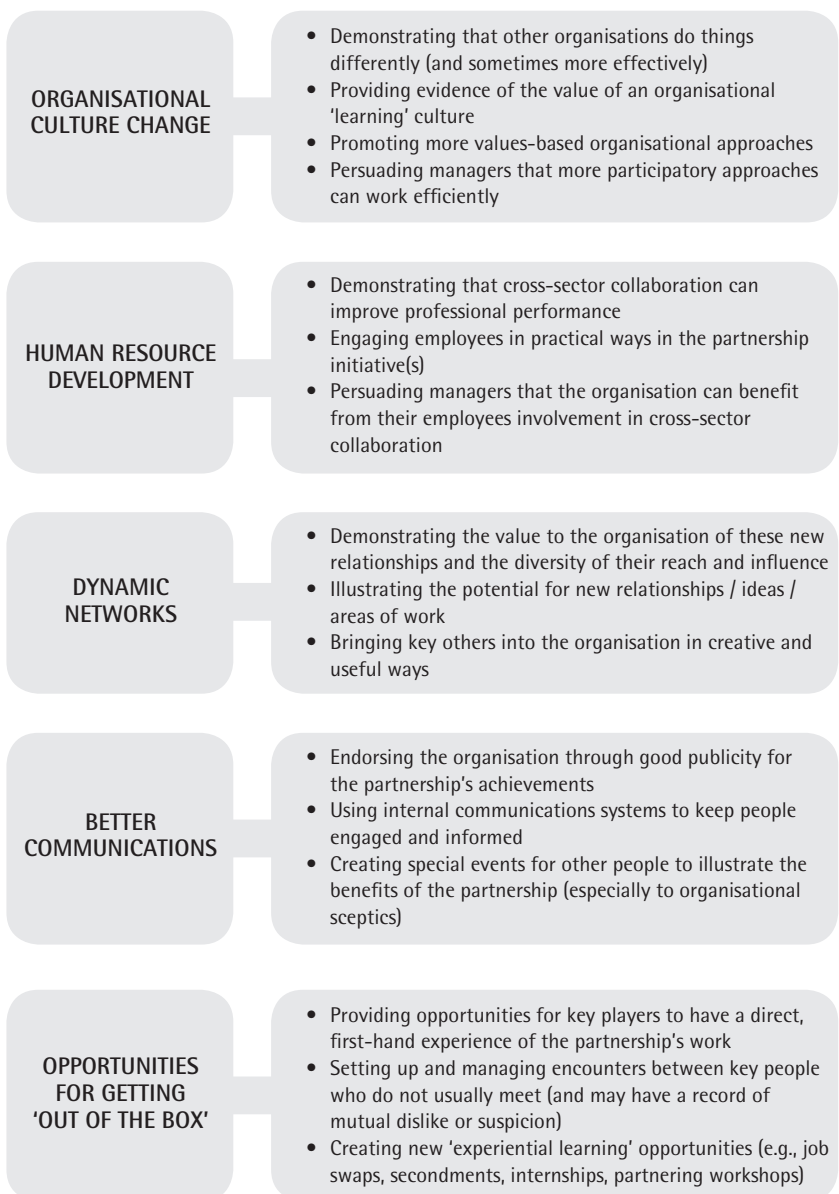 ORGANISATIONAL
CULTURE CHANGE
• Demonstrating that other organisations do things
differently (and sometimes more effectively)
• Providing evidence of the value of an organisational
‘learning’ culture
• Promoting more values-based organisational approaches
• Persuading managers that more participatory approaches
can work efficiently
HUMAN RESOURCE
DEVELOPMENT
• Demonstrating that cross-sector collaboration can
improve professional performance
• Engaging employees in practical ways in the partnership
initiative(s)
• Persuading managers that the organisation can benefit
from their employees involvement in cross-sector
collaboration
DYNAMIC
NETWORKS
• Demonstrating the value to the organisation of these new
relationships and the diversity of their reach and influence
• Illustrating the potential for new relationships / ideas /
areas of work
• Bringing key others into the organisation in creative and
useful ways
BETTER
COMMUNICATIONS
• Endorsing the organisation through good publicity for
the partnership’s achievements
• Using internal communications systems to keep people
engaged and informed
• Creating special events for other people to illustrate the
benefits of the partnership (especially to organisational
sceptics)
OPPORTUNITIES
FOR GETTING
‘OUT OF THE BOX’
• Providing opportunities for key players to have a direct,
first-hand experience of the partnership’s work
• Setting up and managing encounters between key people
who do not usually meet (and may have a record of
mutual dislike or suspicion)
• Creating new ‘experiential learning’ opportunities (e.g., job
swaps, secondments, internships, partnering workshops)